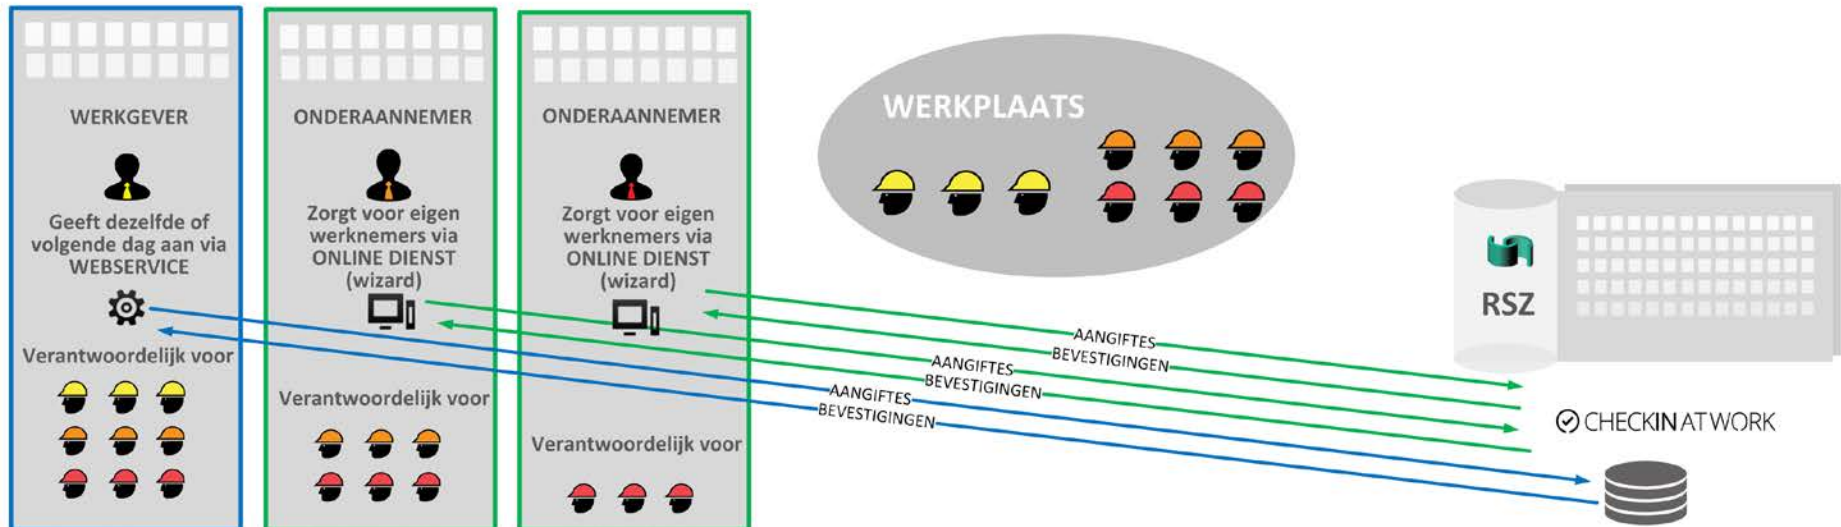 WERKGEVER
Geeft dezelfde of
volgende dag aan via
WEBSERVICE
Verantwoordelijk voor
ONDERAANNEMER
Zorgt voor eigen
werknemers via
ONLINE DIENST
(wizard)
Verantwoordelijk voor
ONDERAANNEMER
Zorgt voor eigen
werknemers via
ONLINE DIENST
(wizard)
Verantwoordelijk voor
WERKPLAATS
AANGIFTES
BEVESTIGINGEN
AANGIFTES
BEVESTIGINGEN
AANGIFTES
BEVESTIGINGEN
RSZ
CHECKINATWORK